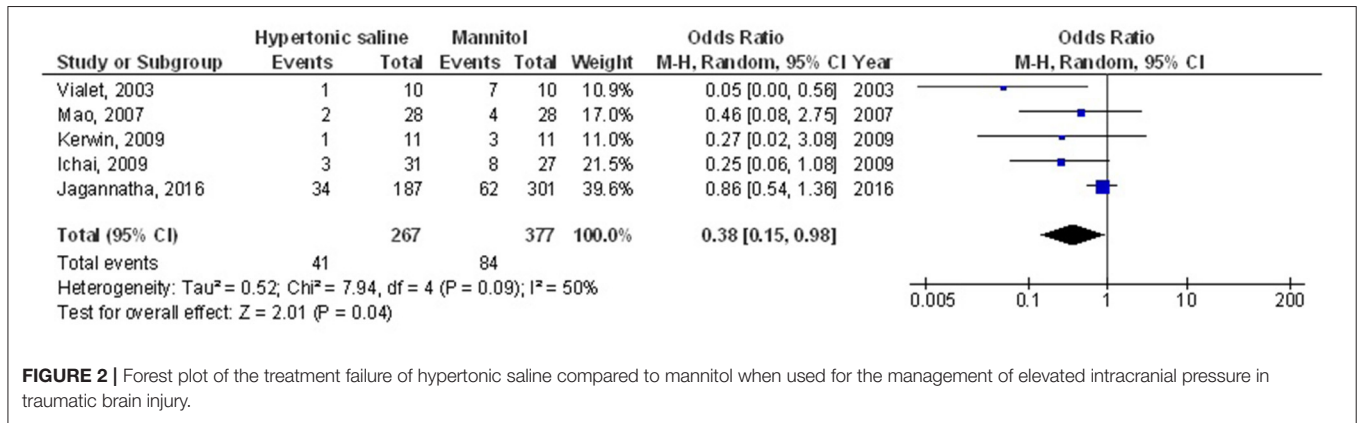 Hypertonic saline Mannitol Odds Ratio Odds Ratio
Study or Subgroup Events Total Events Total Weight M-H, Random, 95% CI Year M-H, Random, 95% CI
Vialet, 2003 1 10 7 10 10.9% 0.05 [0.00, 0.56] 2003
Mao, 2007 2 28 4 28 17.0% 0.46 [0.08, 2.75] 2007
Kerwin, 2009 1 11 3 11 11.0% 0.27 [0.02, 3.08] 2009
Ichai, 2009 3 31 8 27 21.5% 0.25 [0.06, 1.08] 2009
Jagannatha, 2016 34 187 62 301 39.6% 0.86 [0.54, 1.36] 2016
Total (95% CI) 267 377 100.0% 0.38 [0.15, 0.98]
Total events 41 84
Heterogeneity: Tau² = 0.52; Chi² = 7.94, df = 4 (P = 0.09); I² = 50%
Test for overall effect: Z = 2.01 (P = 0.04)
0.005 0.1 1 10 200
FIGURE 2 | Forest plot of the treatment failure of hypertonic saline compared to mannitol when used for the management of elevated intracranial pressure in
traumatic brain injury.